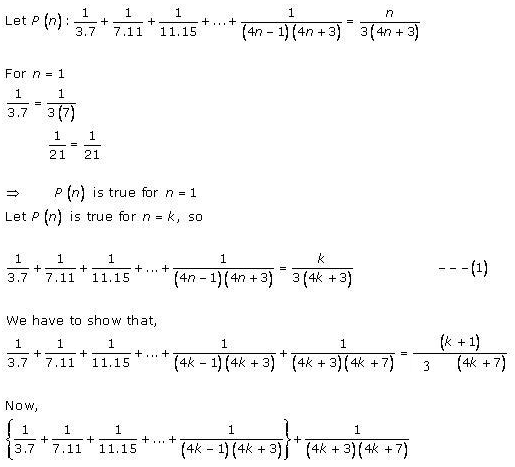 Let P(n) : 1/3.7 + 1/7.11 + 1/11.15 + ... + 1/(4n – 1)(4n + 3) = n/3(4n + 3)
For n = 1
1/3.7 = 1/3(7)
1/21 = 1/21
⇒ P(n) is true for n = 1
Let P(n) is true for n = k, so
1/3.7 + 1/7.11 + 1/11.15 + ... + 1/(4n – 1)(4n + 3) = k/3(4k + 3) - - - (1)
We have to show that,
1/3.7 + 1/7.11 + 1/11.15 + ... + 1/(4k – 1)(4k + 3) + 1/(4k + 3)(4k + 7) = (k + 1)/3 (4k + 7)
Now,
{1/3.7 + 1/7.11 + 1/11.15 + ... + 1/(4k – 1)(4k + 3)} + 1/(4k + 3)(4k + 7)